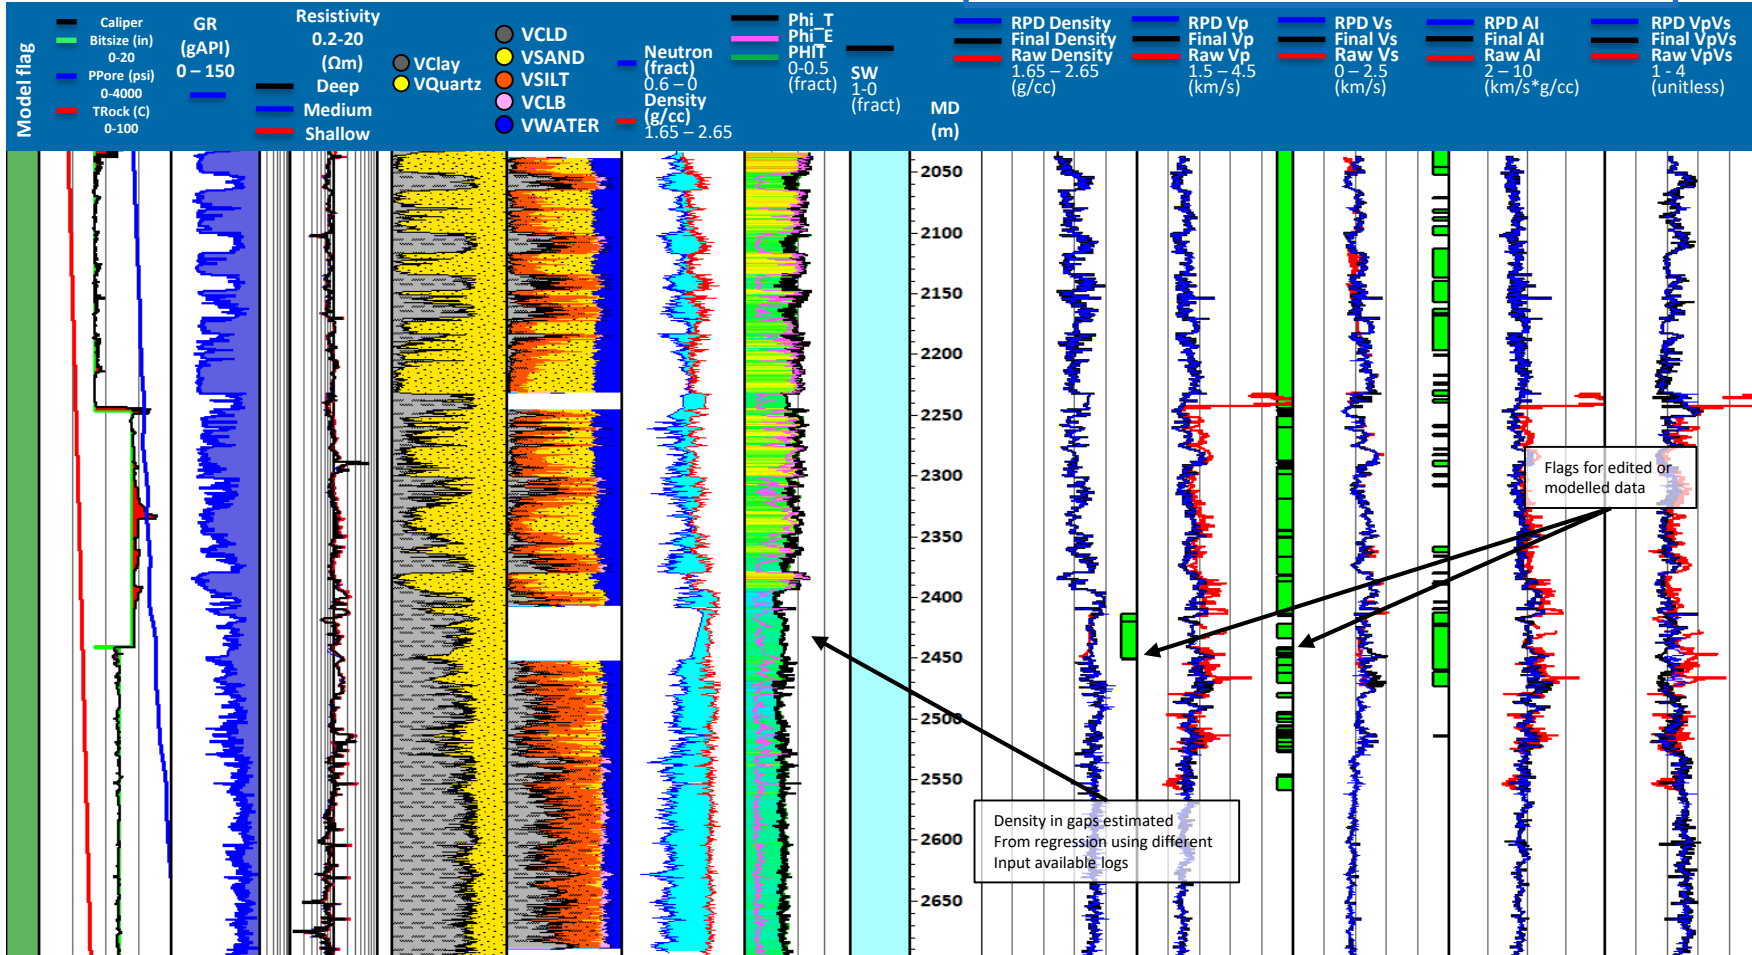 Model flag
Caliper
Bitsize (in)
0-20
PPore (psi)
0-4000
TRock (C)
0-100
GR
(gAPI)
0 – 150
Resistivity
0.2-20
(Ωm)
Deep
Medium
Shallow
VClay
VQuartz
VCLD
VSAND
VSILT
VCLB
VWATER
Neutron
(fract)
0.6 – 0
Density
(g/cc)
1.65 – 2.65
Phi_T
Phi_E
PHIT
0-0.5
(fract)
SW
1-0
(fract)
MD
(m)
RPD Density
Final Density
Raw Density
1.65 – 2.65
(g/cc)
RPD Vp
Final Vp
Raw Vp
1.5 – 4.5
(km/s)
RPD Vs
Final Vs
Raw Vs
0 – 2.5
(km/s)
RPD AI
Final AI
Raw AI
2 – 10
(km/s*g/cc)
RPD VpVs
Final VpVs
Raw VpVs
1 - 4
(unitless)
2050
2100
2150
2200
2250
2300
2350
2400
2450
2500
2550
2600
2650
Flags for edited or
modelled data
Density in gaps estimated
From regression using different
Input available logs